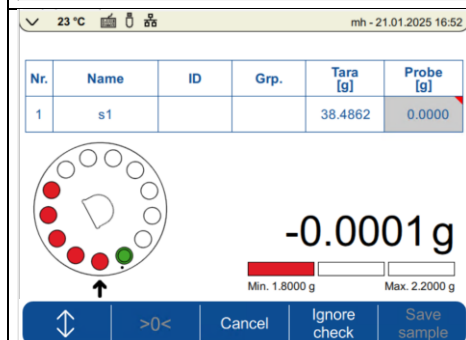 23 °C mh - 21.01.2025 16:52
Nr. Name ID Grp. Tara [g] Probe [g]
1 s1 38.4862 0.0000
-0.0001 g
Min. 1.8000 g Max. 2.2000 g
>0< Cancel Ignore check Save sample